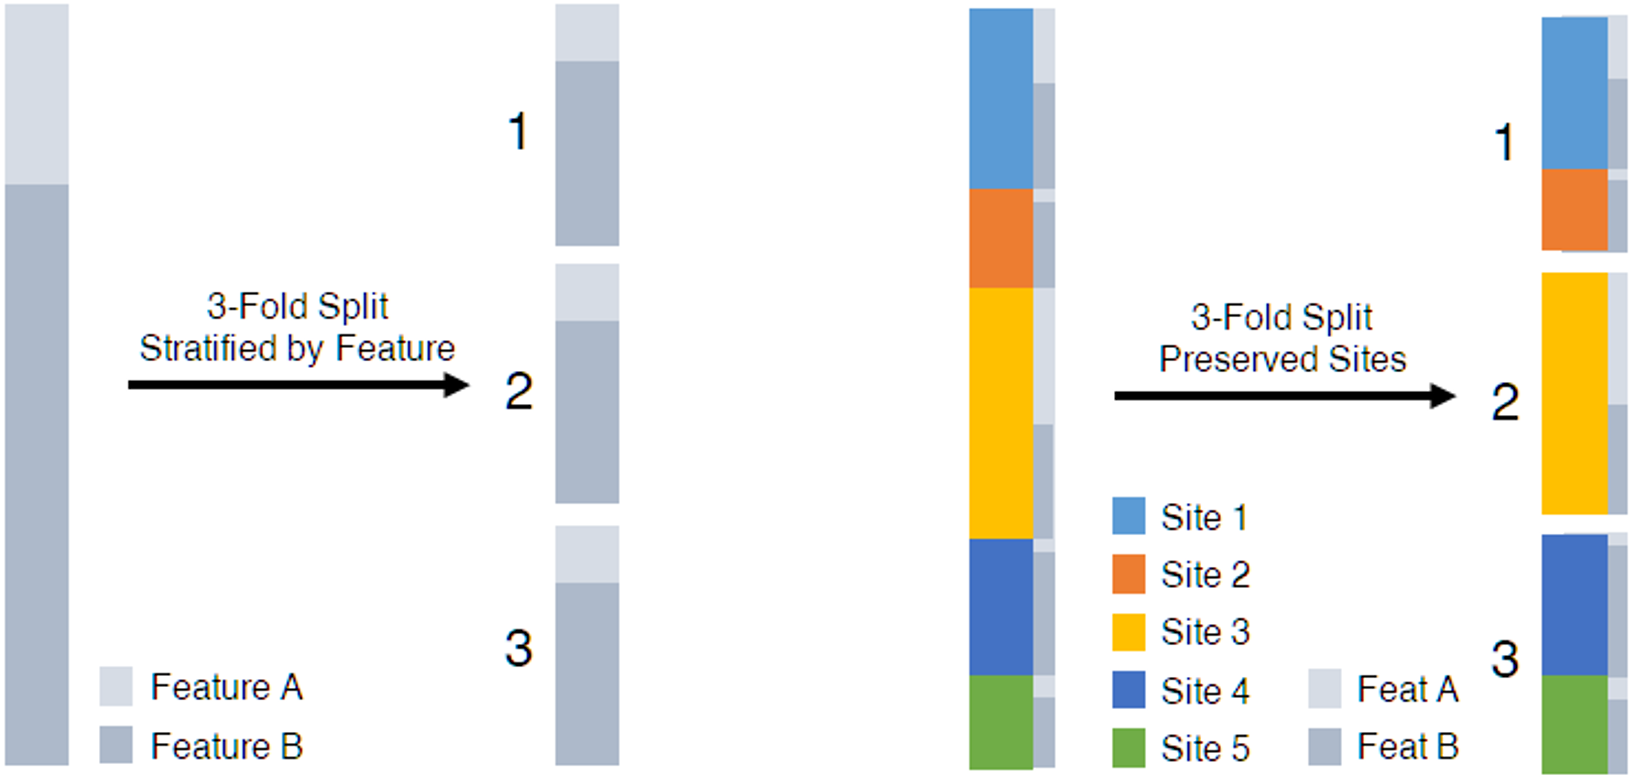 3-Fold Split
Stratified by Feature
1
2
3
Feature A
Feature B
3-Fold Split
Preserved Sites
Site 1
Site 2
Site 3
Site 4
Site 5
Feat A
Feat B
1
2
3